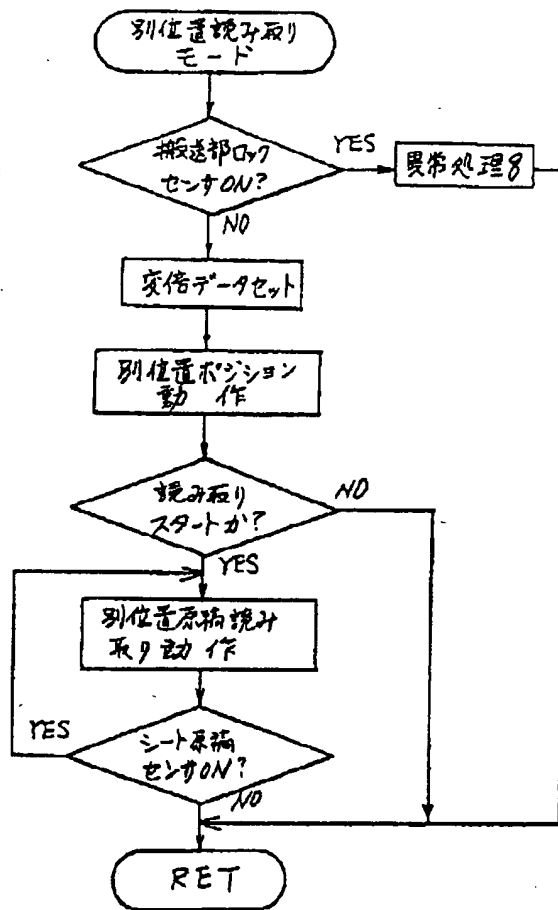 別位置読み取り
モード
搬送部ロック
センサON?
YES
異常処理8
NO
変倍データセット
別位置ポジション
動 作
読み取り
スタートか?
NO
YES
別位置原稿読み
取り動作
YES
シート原稿
センサON?
NO
RET